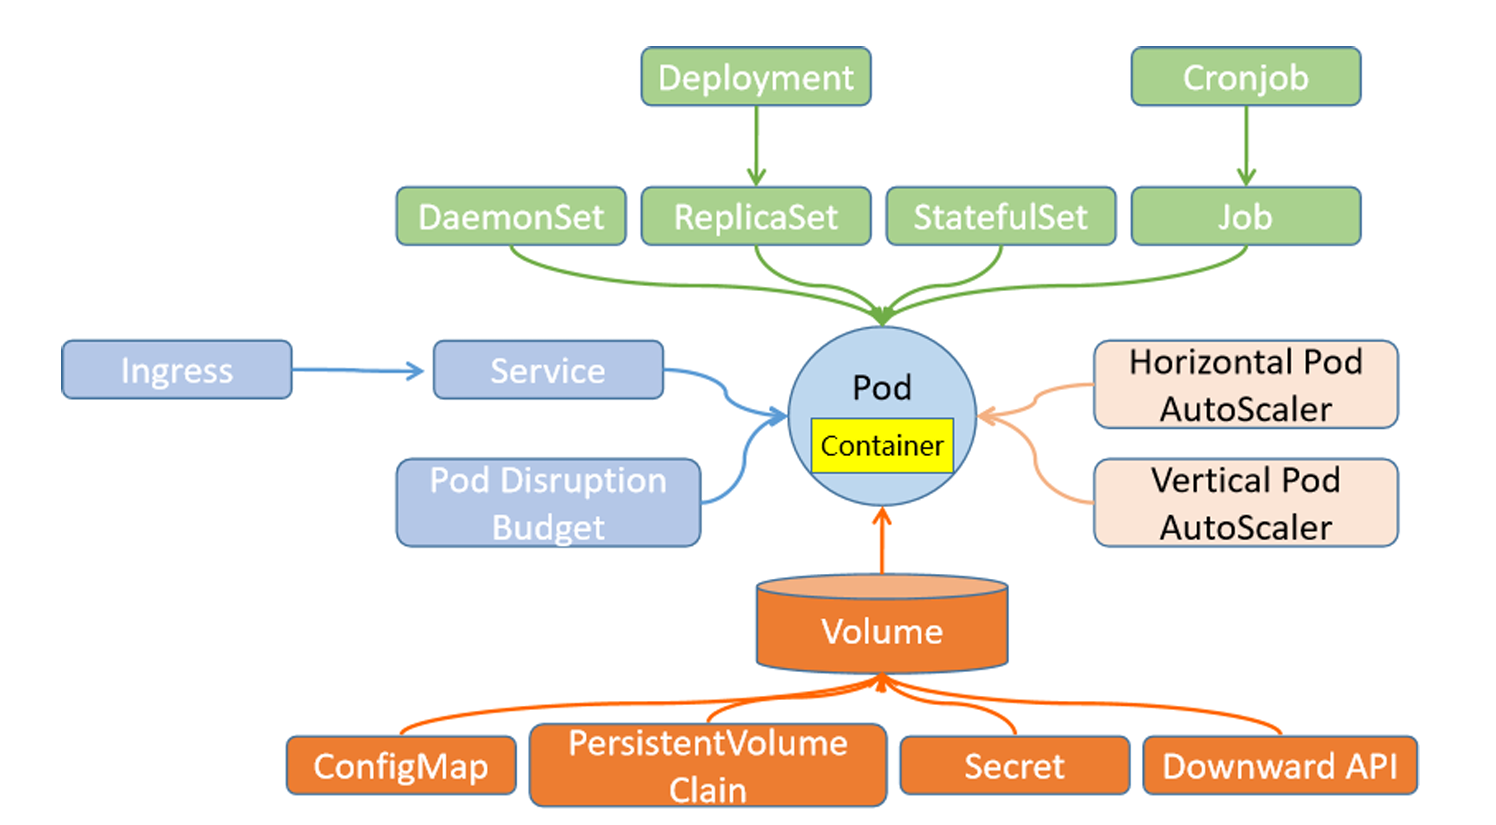 Deployment
Cronjob
DaemonSet
ReplicaSet
StatefulSet
Job
Ingress
Service
Pod
Container
Horizontal Pod
AutoScaler
Pod Disruption
Budget
Vertical Pod
AutoScaler
Volume
ConfigMap
PersistentVolume
Clain
Secret
Downward API